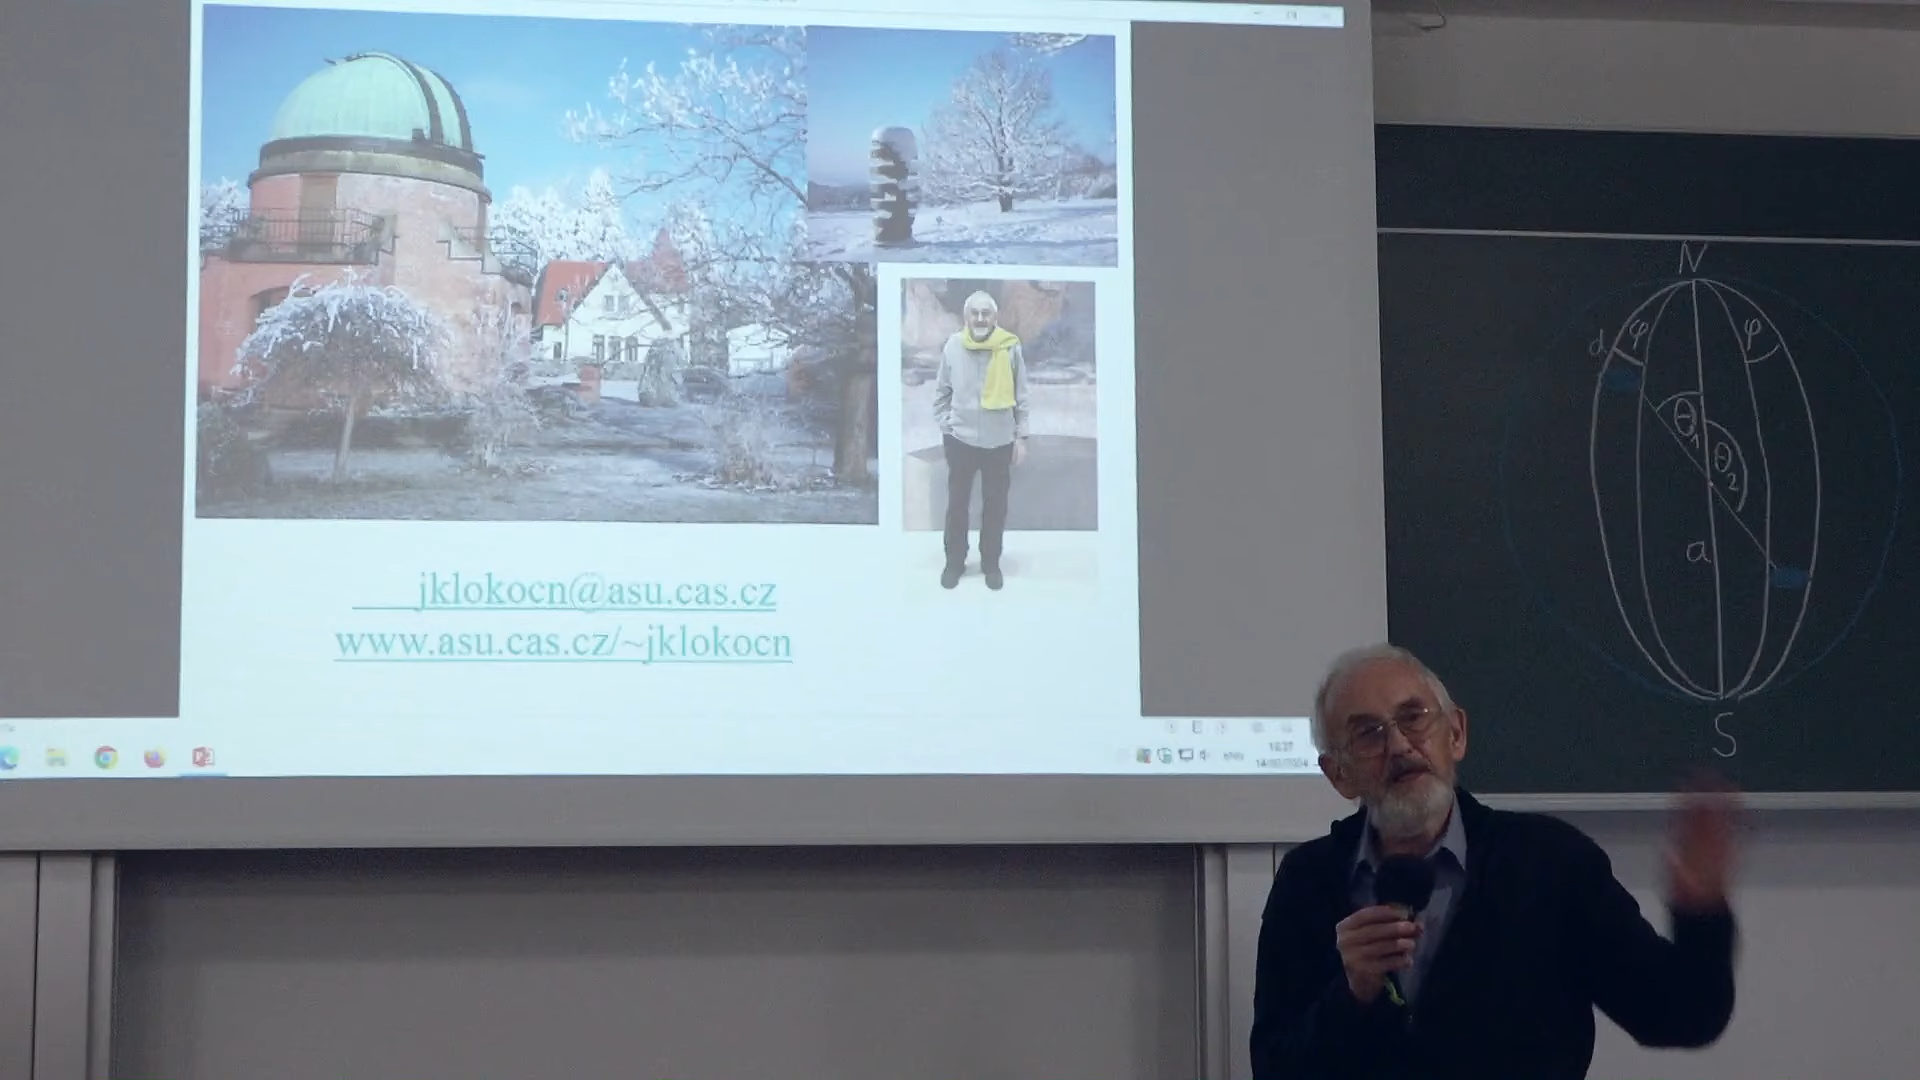 jklokocn@asu.cas.cz
www.asu.cas.cz/~jklokocn
N
d φ φ
θ1
θ2
a
S